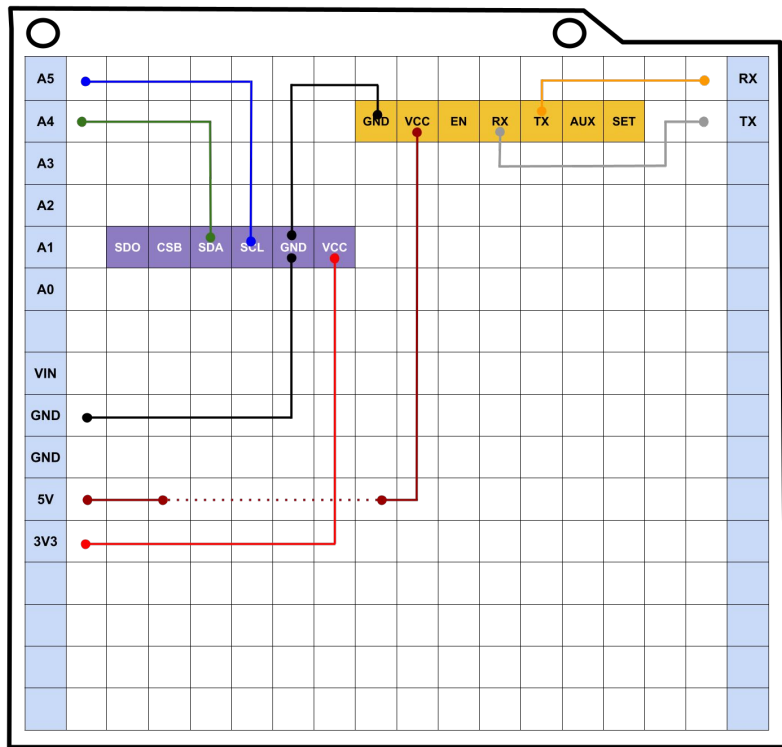 A5 RX
A4 GND VCC EN RX TX AUX SET TX
A3
A2
A1 SDO CSB SDA SCL GND VCC
A0
VIN
GND
GND
5V
3V3